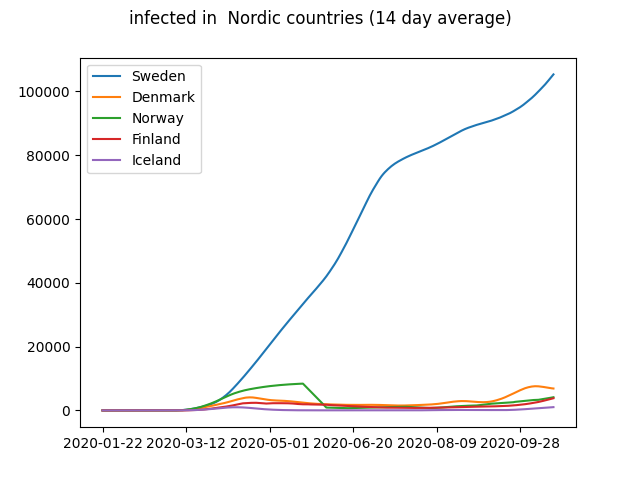 infected in  Nordic countries (14 day average)
Sweden
Denmark
Norway
Finland
Iceland
100000
80000
60000
40000
20000
0
2020-01-22 2020-03-12 2020-05-01 2020-06-20 2020-08-09 2020-09-28